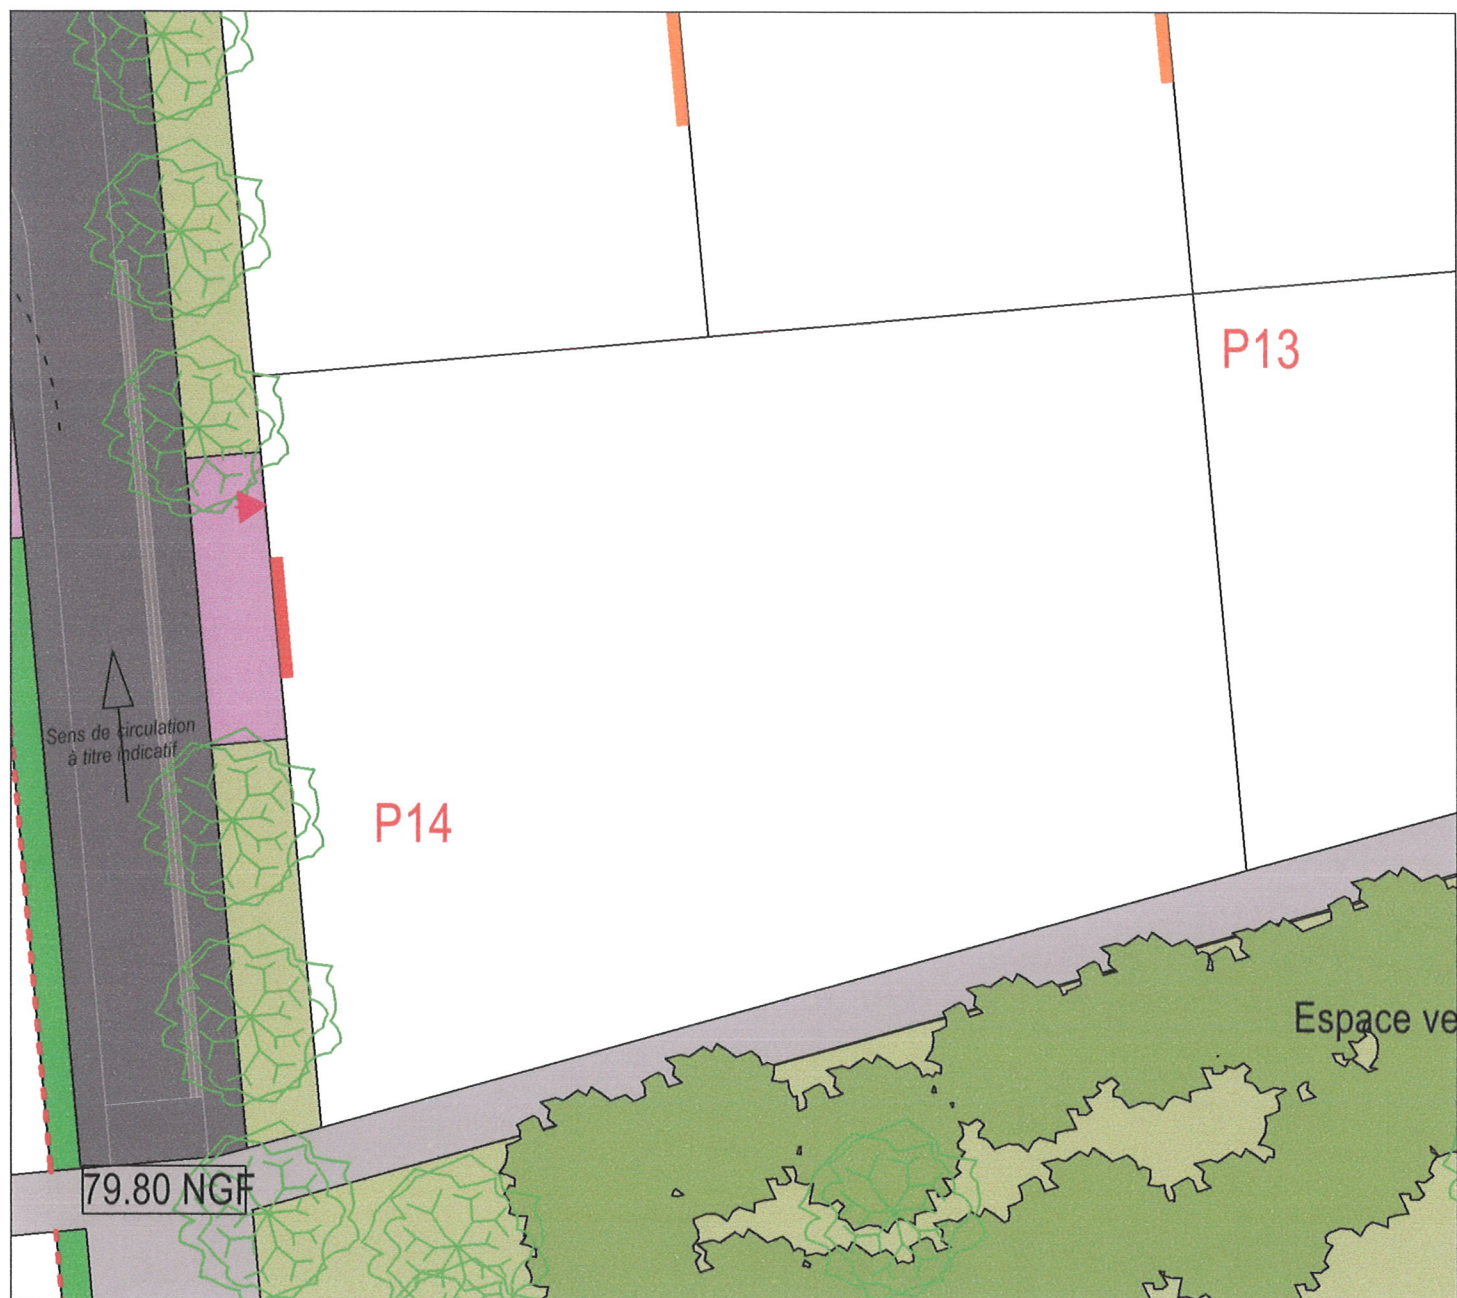 P13
Sens de circulation
à titre indicatif
P14
Espace ve
79.80 NGF